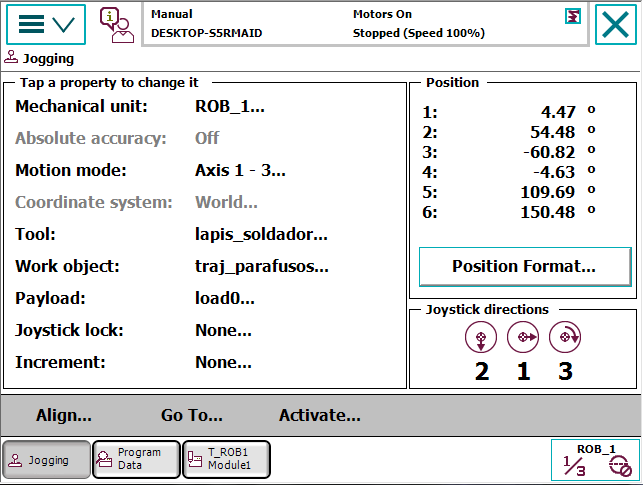 Manual
DESKTOP-S5RMAID
Motors On
Stopped (Speed 100%)
Jogging
Tap a property to change it
Mechanical unit: ROB_1...
Absolute accuracy: Off
Motion mode: Axis 1 - 3...
Coordinate system: World...
Tool: lapis_soldador...
Work object: traj_parafusos...
Payload: load0...
Joystick lock: None...
Increment: None...
Position
1: 4.47 º
2: 54.48 º
3: -60.82 º
4: -4.63 º
5: 109.69 º
6: 150.48 º
Position Format...
Joystick directions
2 1 3
Align... Go To... Activate...
Jogging
Program
Data
T_ROB1
Module1
ROB_1
1/3